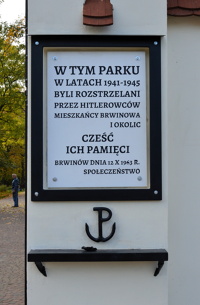 W TYM PARKU
W LATACH 1941-1945
BYLI ROZSTRZELANI
PRZEZ HITLEROWCÓW
MIESZKAŃCY BRWINOWA
I OKOLIC
CZEŚĆ
ICH PAMIĘCI
BRWINÓW DNIA 12 X 1963 R.
SPOŁECZEŃSTWO